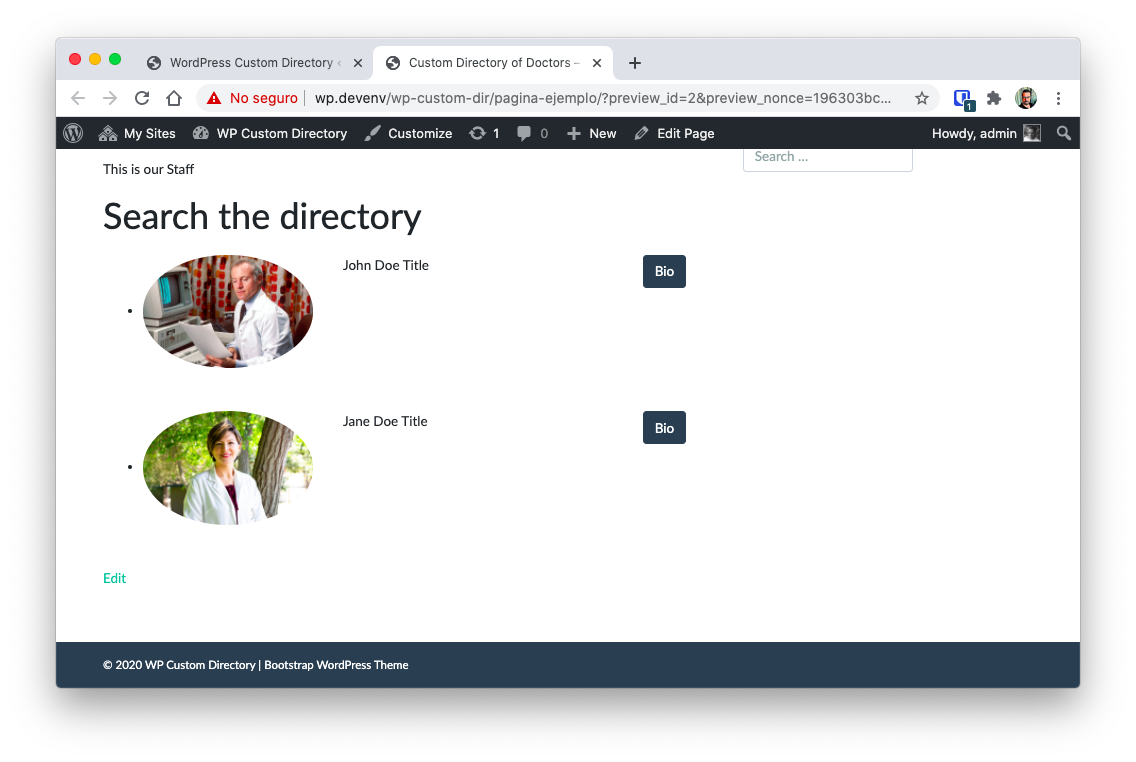 WordPress Custom Directory ‹
Custom Directory of Doctors –
No seguro
wp.devenv/wp-custom-dir/pagina-ejemplo/?preview_id=2&preview_nonce=196303bc...
1
My Sites
WP Custom Directory
Customize
1
0
New
Edit Page
Howdy, admin
This is our Staff
Search ...
Search the directory
John Doe Title
Bio
Jane Doe Title
Bio
Edit
© 2020 WP Custom Directory | Bootstrap WordPress Theme